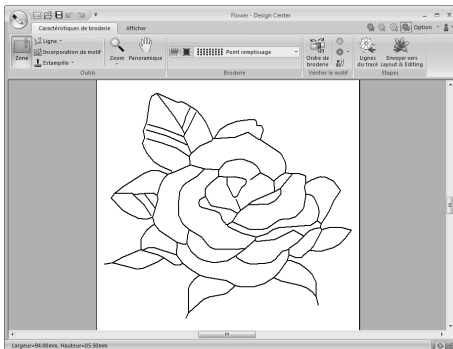 Flower - Design Center
Caractéristiques de broderie Afficher Option
Zone
Ligne
Incorporation de motif
Estampille
Zoom Panoramique
Point remplissage
Ordre de broderie
Lignes du tracé
Envoyer vers Layout & Editing
Outils Broderie Vérifier le motif Etapes
Largeur=94.00mm, Hauteur=85.50mm